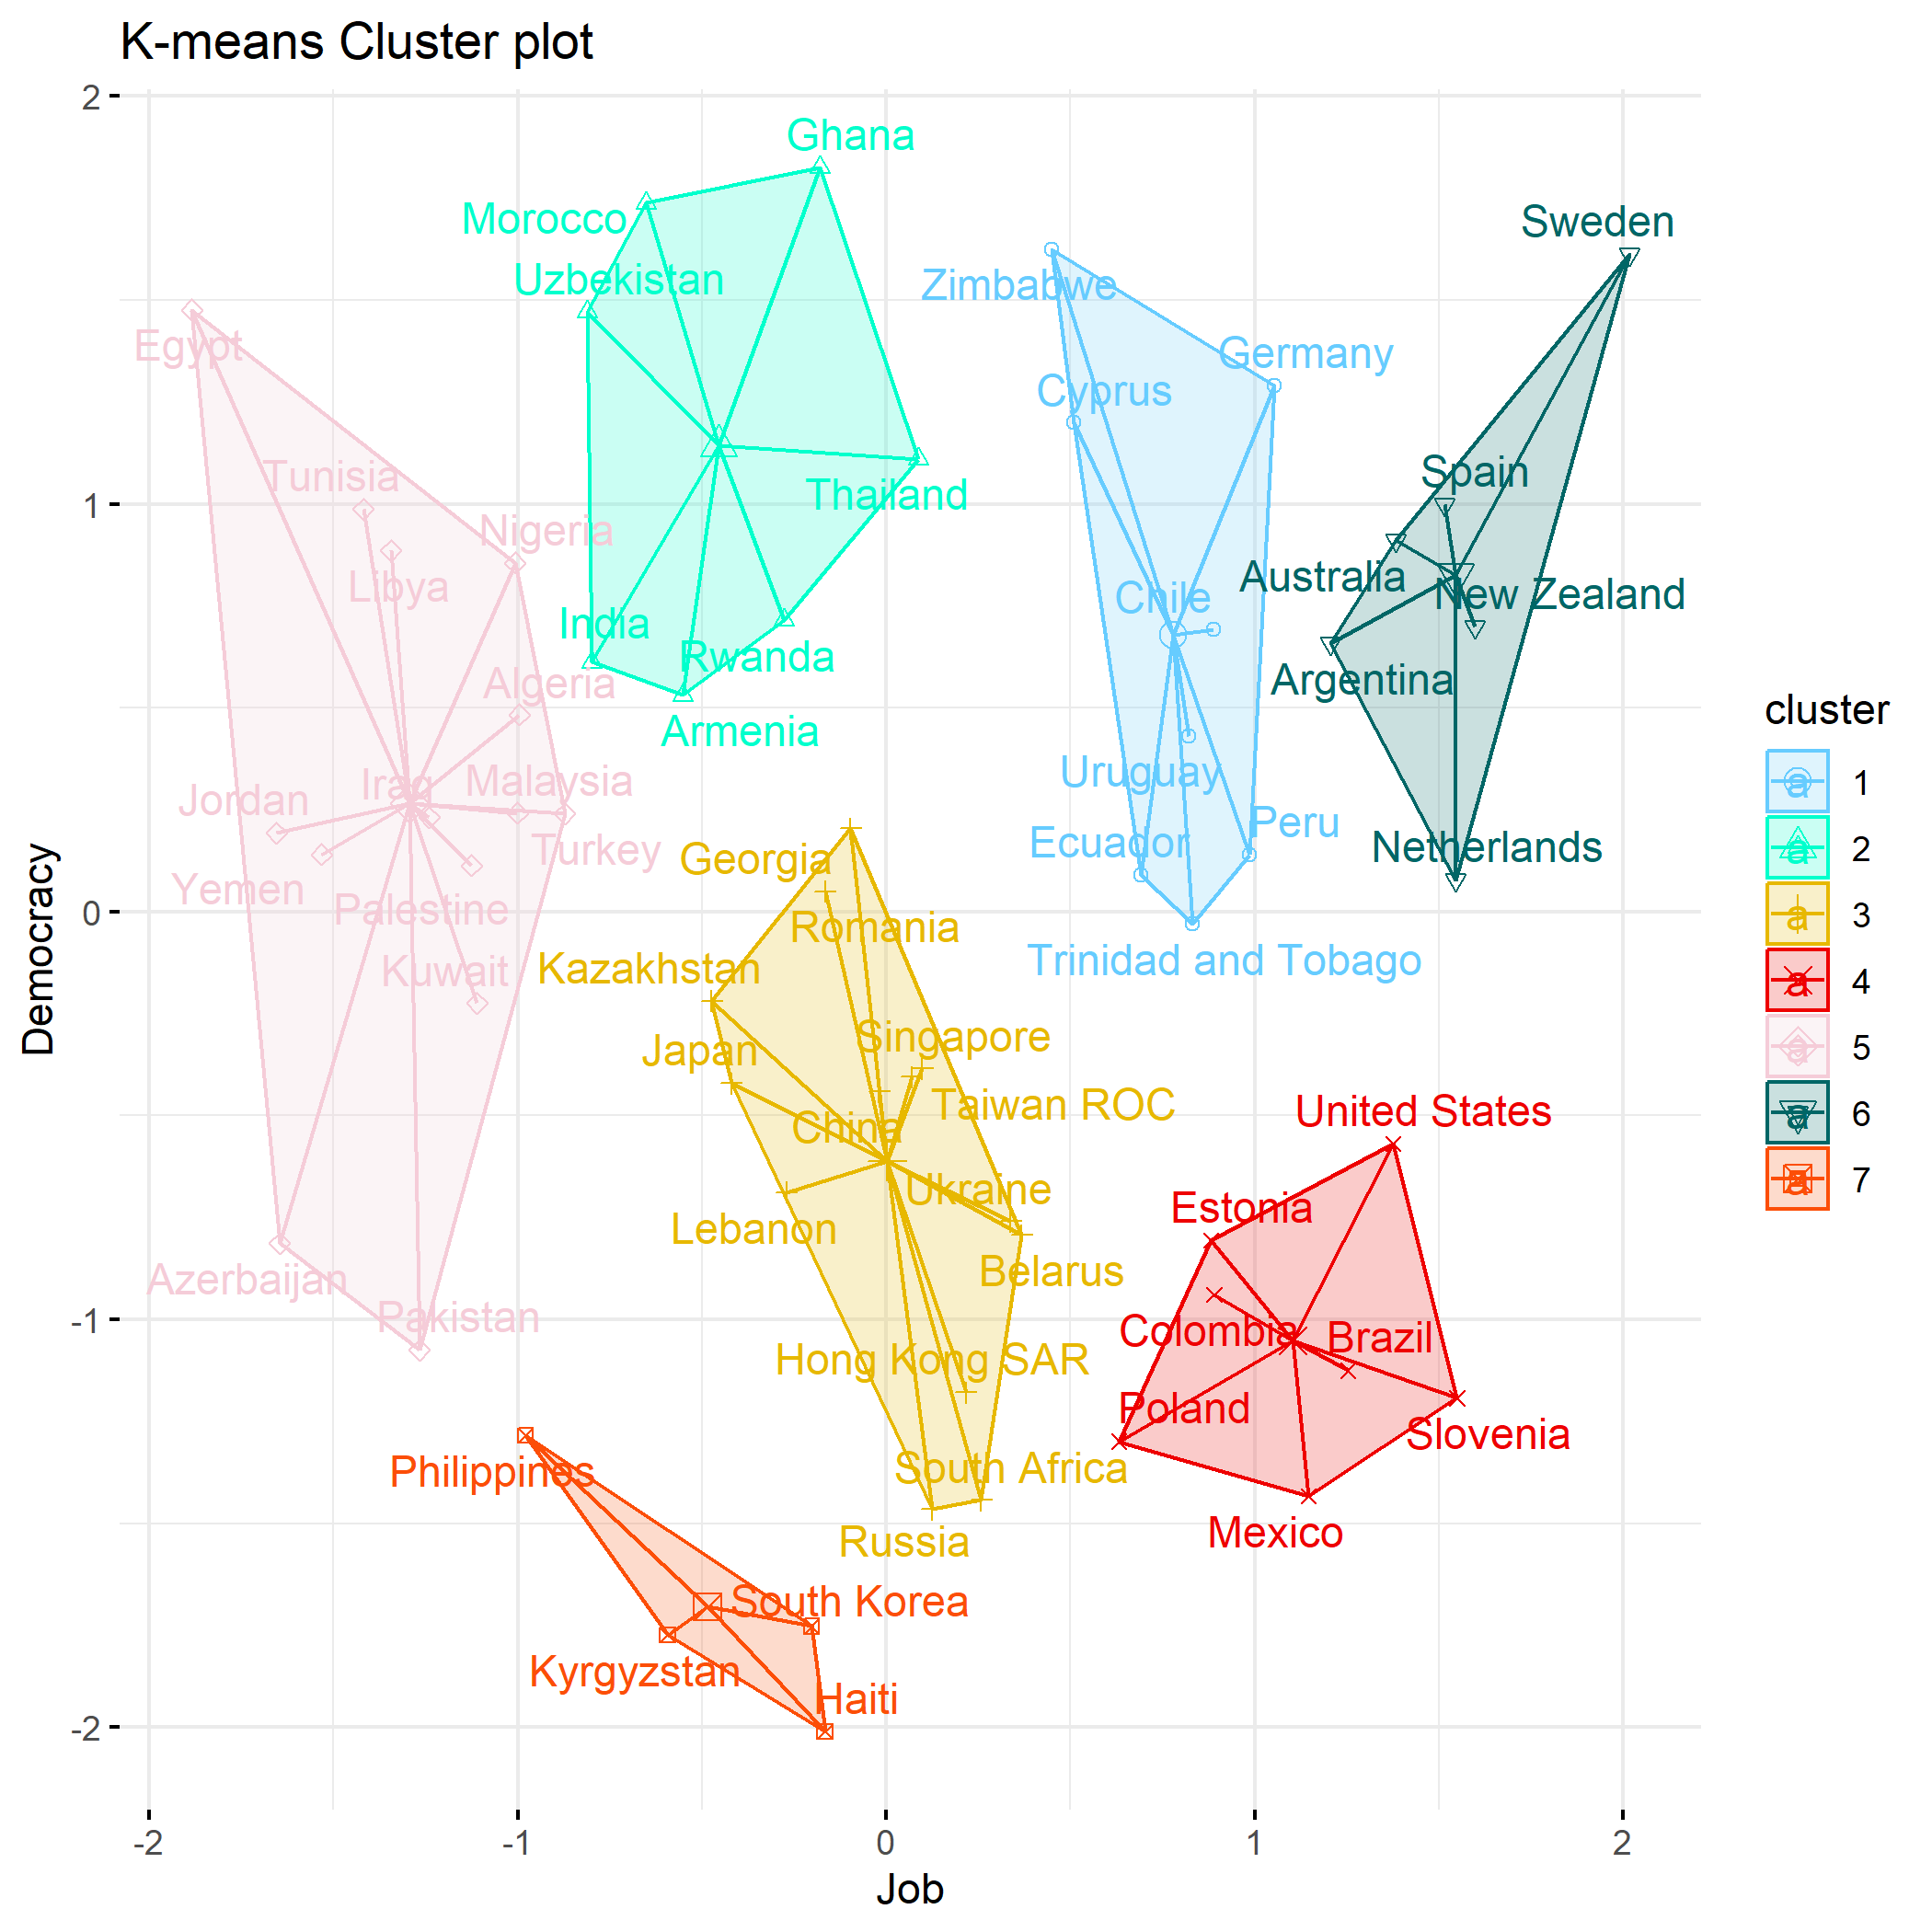 K-means Cluster plot
Democracy
2
1
0
-1
-2
Ghana
Morocco
Sweden
Uzbekistan
Zimbabwe
Egypt
Germany
Cyprus
Tunisia
Spain
Thailand
Nigeria
Libya
Australia
Chile
New Zealand
India
Rwanda
Algeria
Argentina
Armenia
Iraq
Malaysia
Uruguay
Jordan
Peru
Ecuador
Netherlands
Turkey
Georgia
Yemen
Palestine
Romania
Trinidad and Tobago
Kuwait
Kazakhstan
Singapore
Japan
Taiwan ROC
United States
China
Ukraine
Estonia
Lebanon
Belarus
Azerbaijan
Pakistan
Colombia
Brazil
Hong Kong SAR
Poland
Slovenia
Philippines
South Africa
Mexico
Russia
South Korea
Kyrgyzstan
Haiti
-2
-1
0
1
2
Job
cluster
a 1
a 2
a 3
a 4
a 5
a 6
a 7